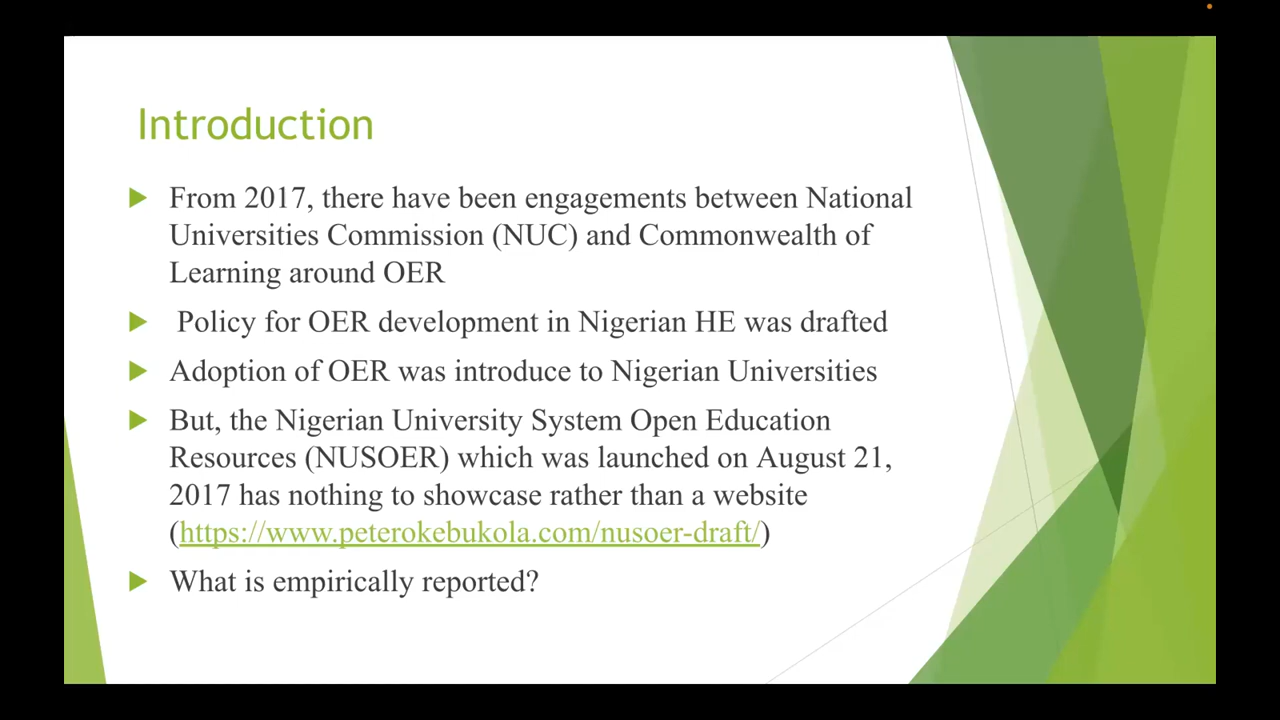 Introduction
From 2017, there have been engagements between National
Universities Commission (NUC) and Commonwealth of
Learning around OER
Policy for OER development in Nigerian HE was drafted
Adoption of OER was introduce to Nigerian Universities
But, the Nigerian University System Open Education
Resources (NUSOER) which was launched on August 21,
2017 has nothing to showcase rather than a website
(https://www.peterokebukola.com/nusoer-draft/)
What is empirically reported?